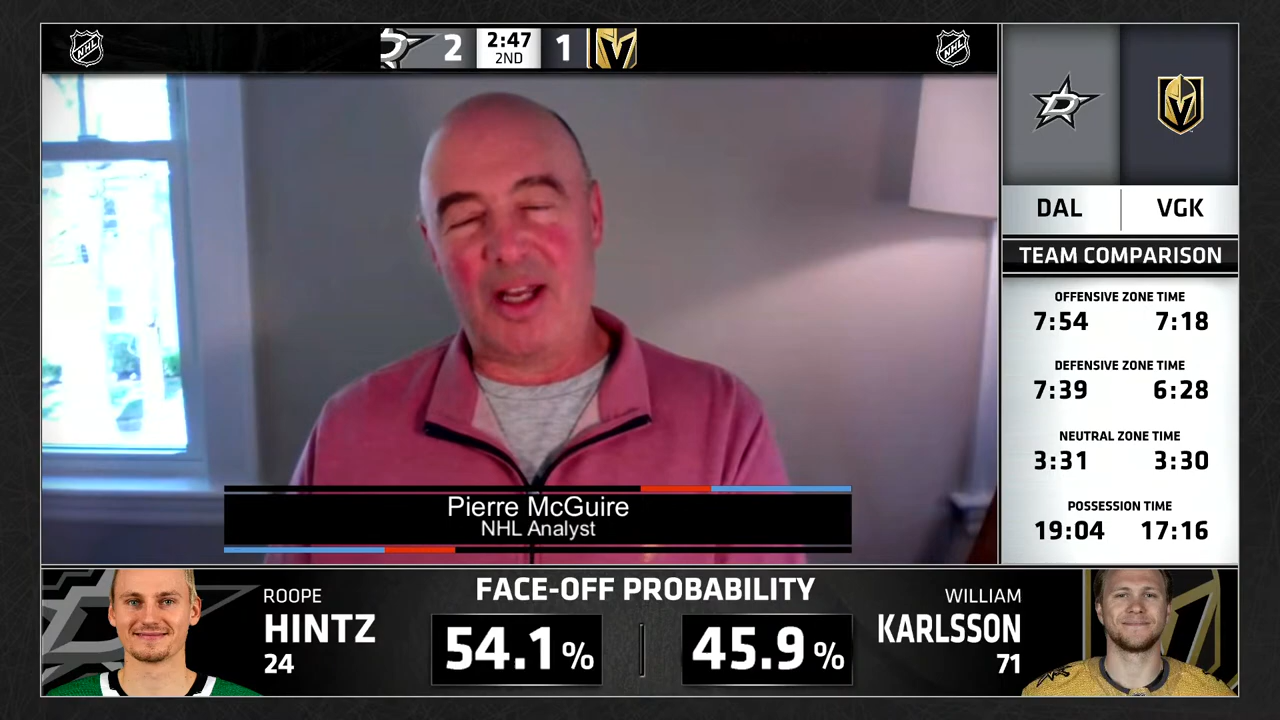 NHL
2
2:47
2ND
1
NHL
DAL
VGK
TEAM COMPARISON
OFFENSIVE ZONE TIME
7:54 7:18
DEFENSIVE ZONE TIME
7:39 6:28
NEUTRAL ZONE TIME
3:31 3:30
POSSESSION TIME
19:04 17:16
Pierre McGuire
NHL Analyst
FACE-OFF PROBABILITY
ROOPE
HINTZ
24
54.1%
45.9%
WILLIAM
KARLSSON
71